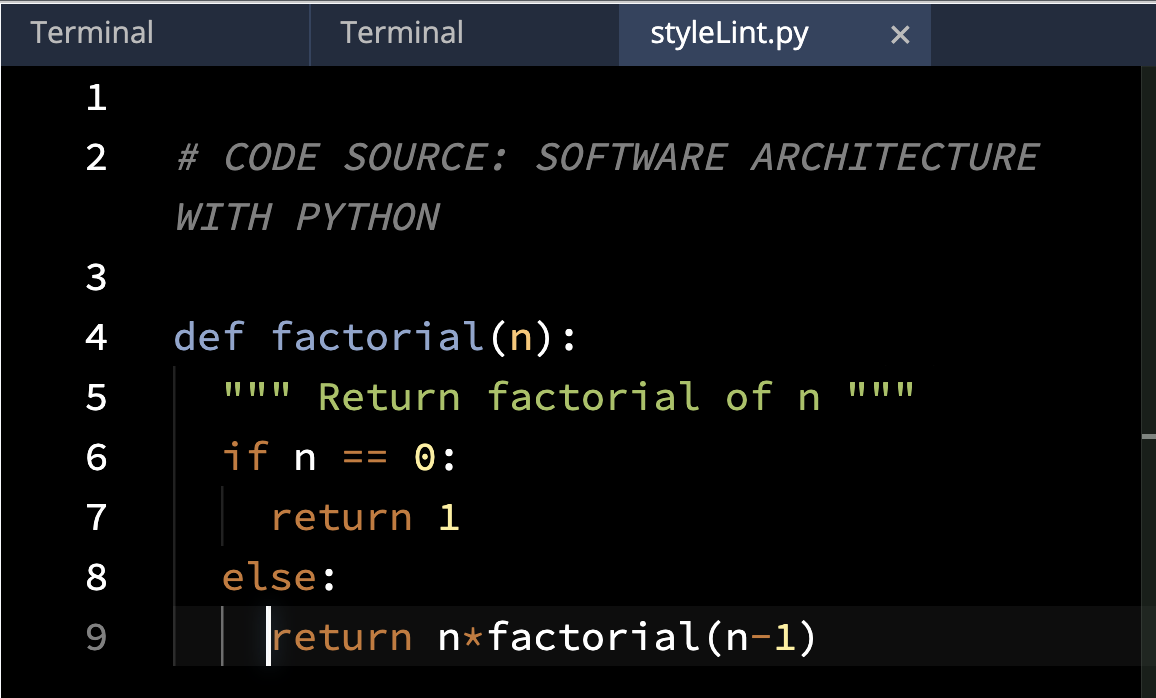 Terminal Terminal styleLint.py ×
1
2 # CODE SOURCE: SOFTWARE ARCHITECTURE
WITH PYTHON
3
4 def factorial(n):
5   """ Return factorial of n """
6   if n == 0:
7     return 1
8   else:
9     return n*factorial(n-1)